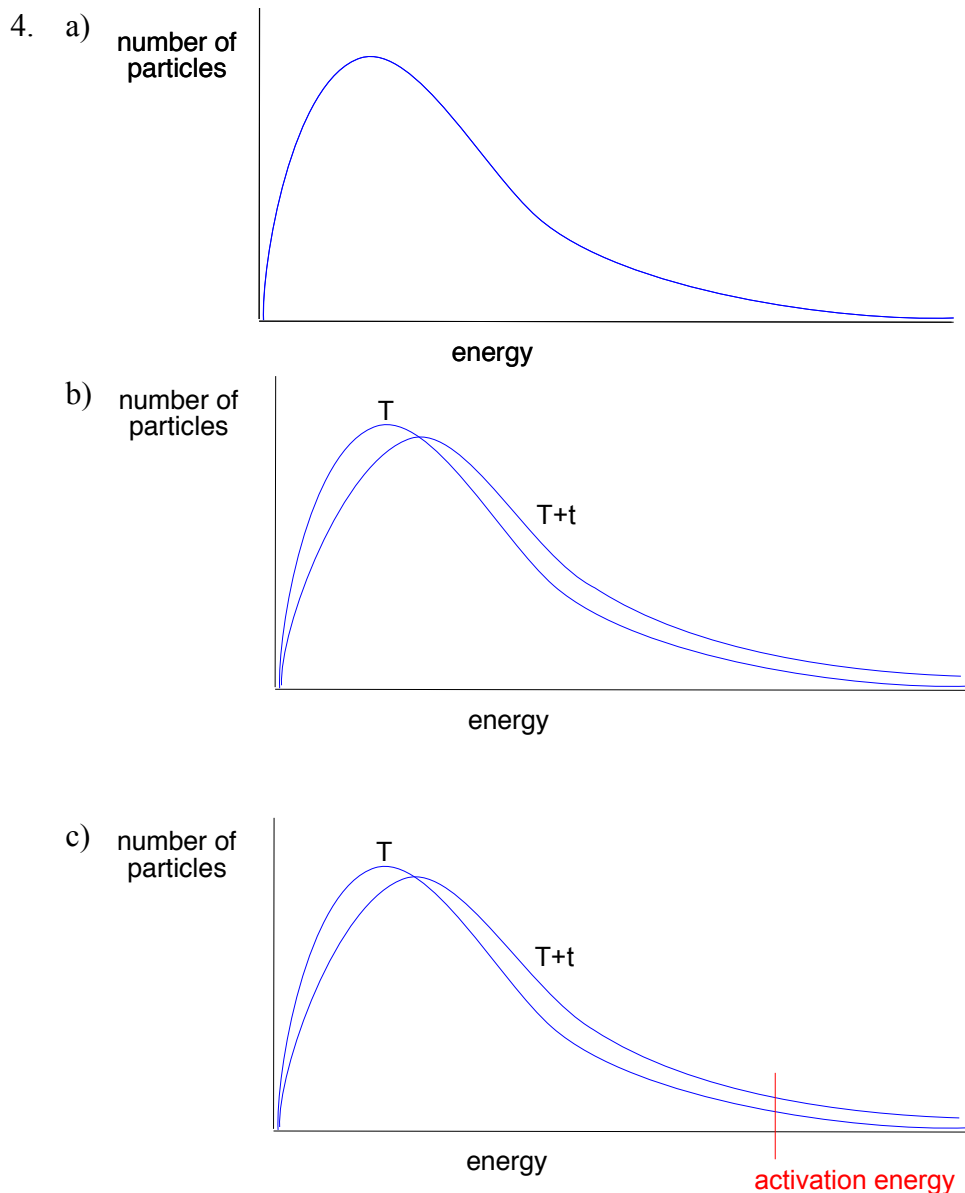 4. a)
number of
particles
energy
b)
number of
particles
T
T+t
energy
c)
number of
particles
T
T+t
energy
activation energy